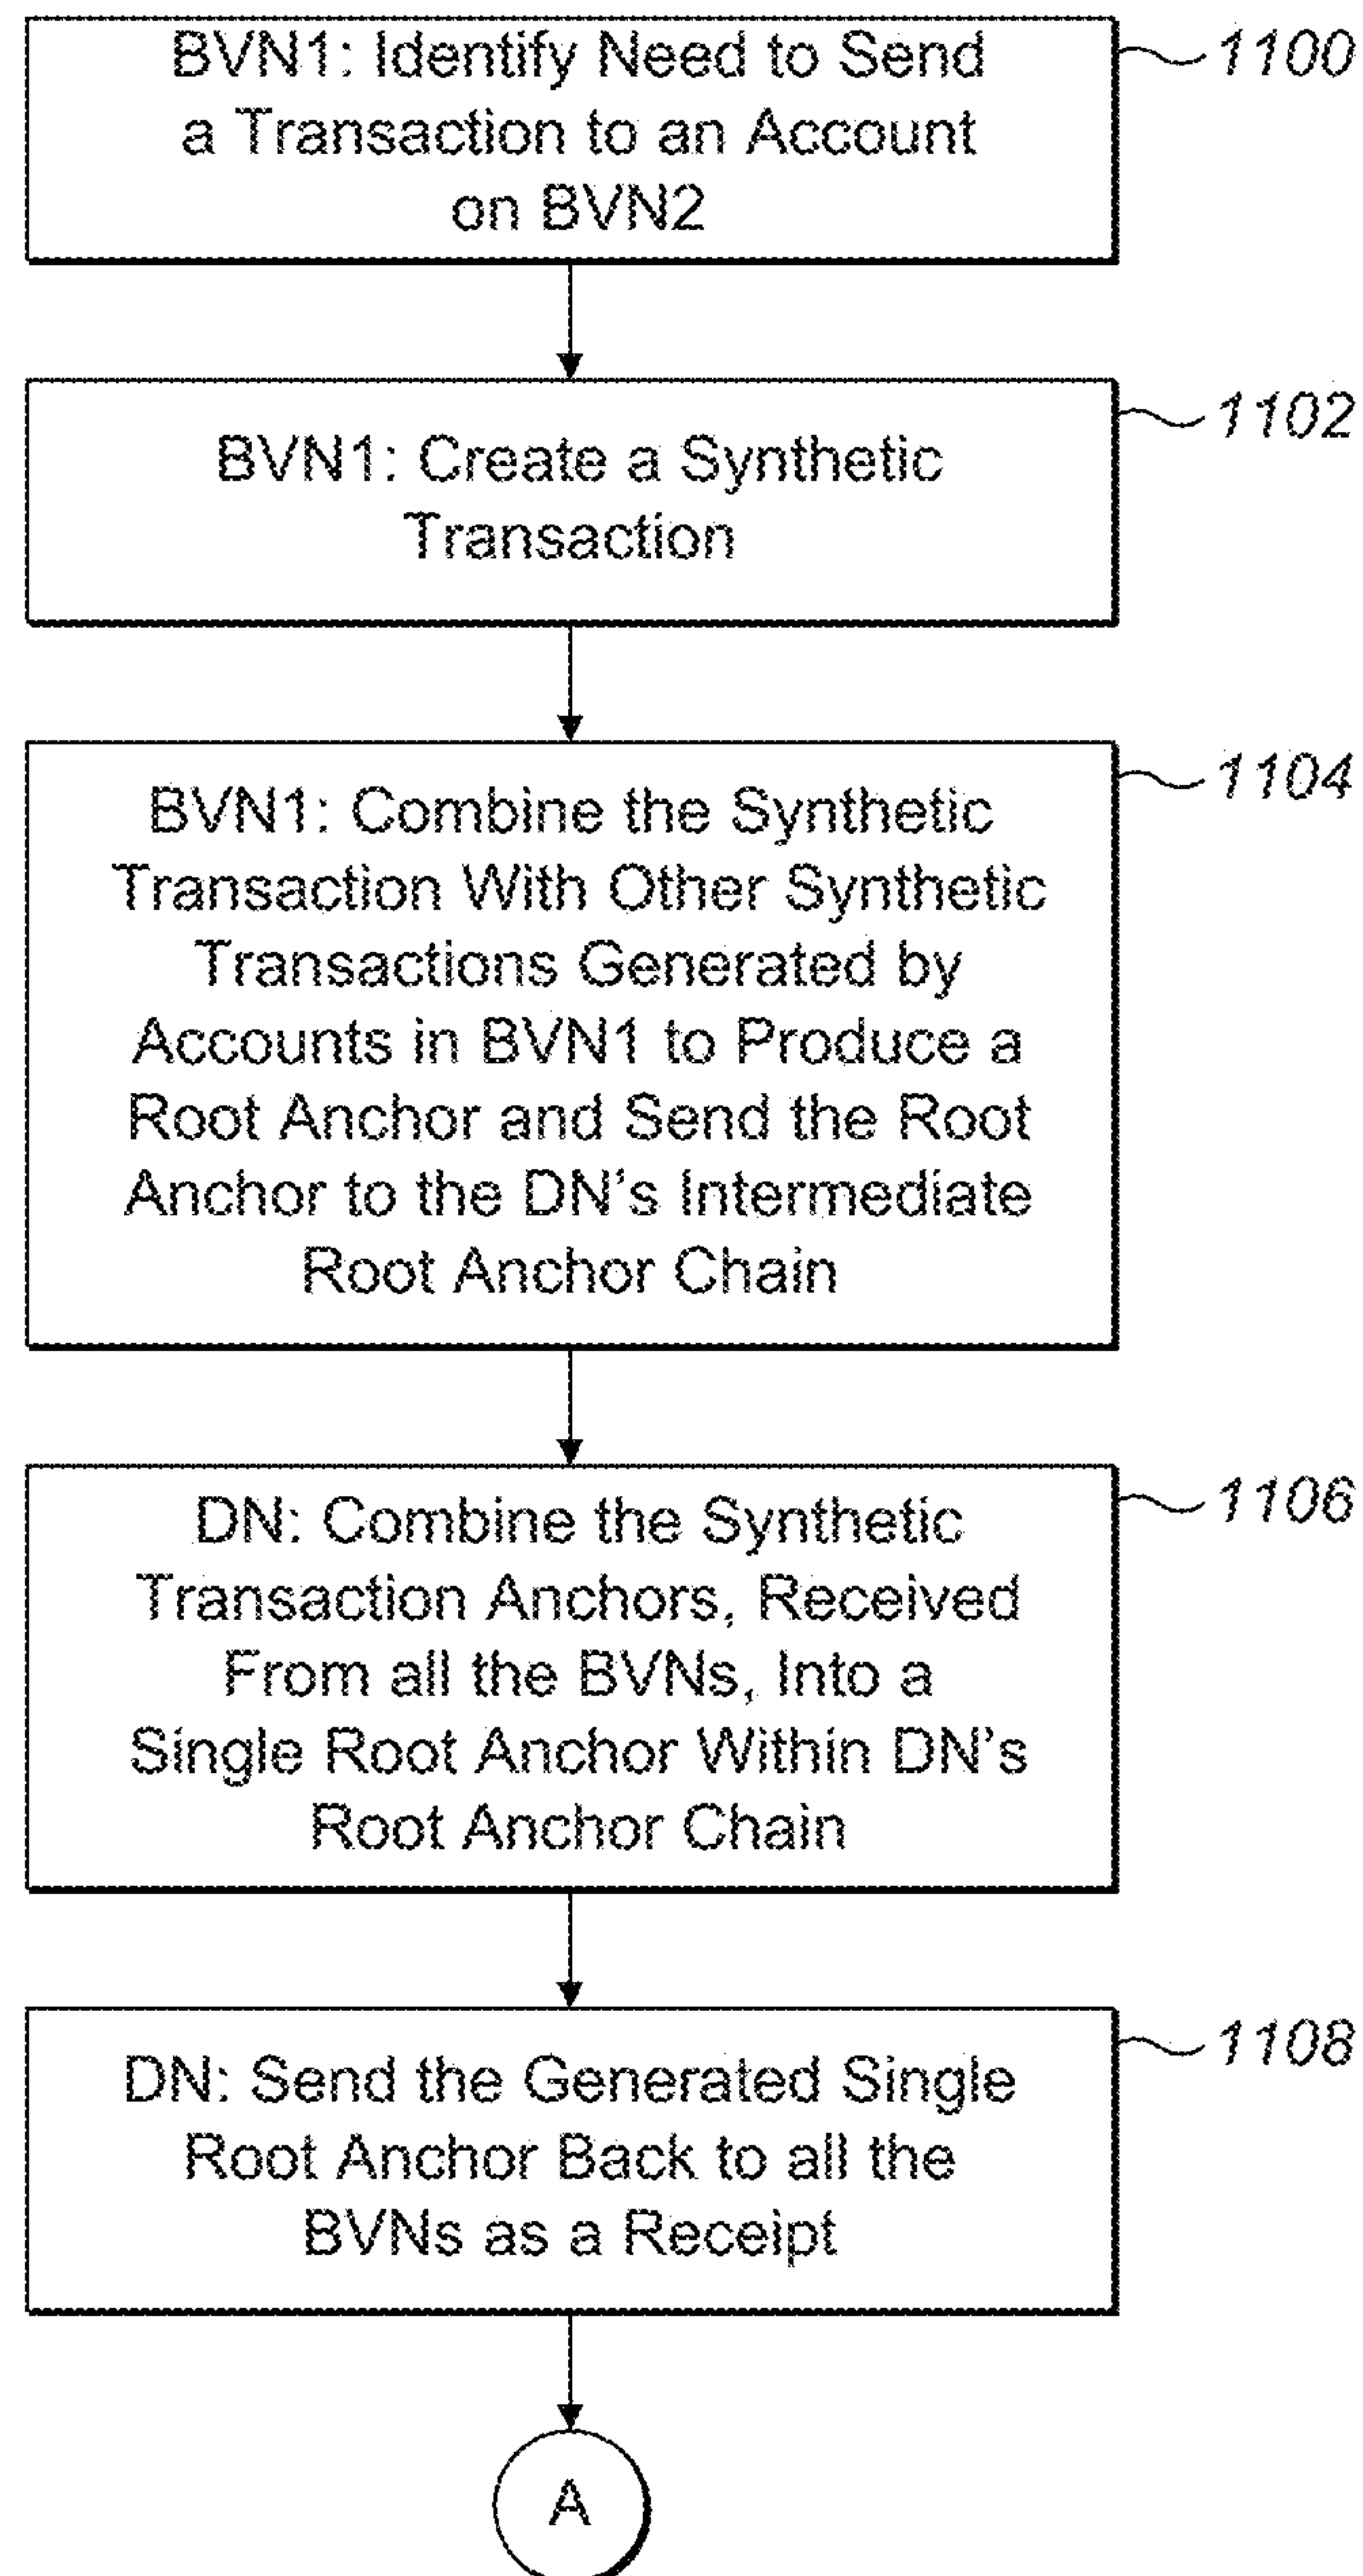 BVN1: Identify Need to Send
a Transaction to an Account
on BVN2
1100
BVN1: Create a Synthetic
Transaction
1102
BVN1: Combine the Synthetic
Transaction With Other Synthetic
Transactions Generated by
Accounts in BVN1 to Produce a
Root Anchor and Send the Root
Anchor to the DN's Intermediate
Root Anchor Chain
1104
DN: Combine the Synthetic
Transaction Anchors, Received
From all the BVNs, Into a
Single Root Anchor Within DN's
Root Anchor Chain
1106
DN: Send the Generated Single
Root Anchor Back to all the
BVNs as a Receipt
1108
A